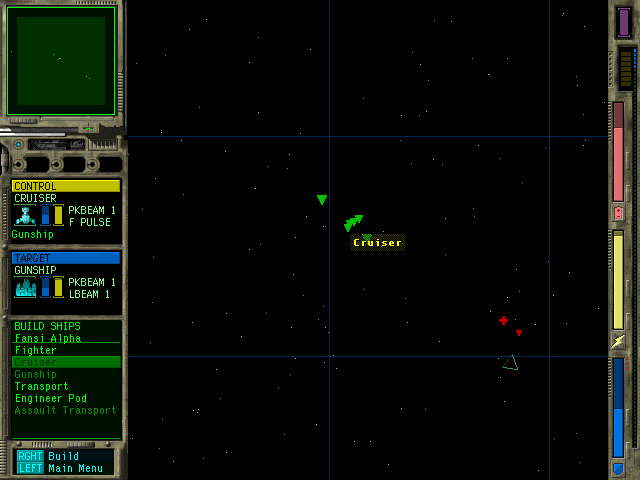 CONTROL
CRUISER
PKBEAM 1
F PULSE
Gunship
TARGET
GUNSHIP
PKBEAM 1
LBEAM 1
BUILD SHIPS
Fansi Alpha
Fighter
Cruiser
Gunship
Transport
Engineer Pod
Assault Transport
RGHT Build
LEFT Main Menu
Cruiser